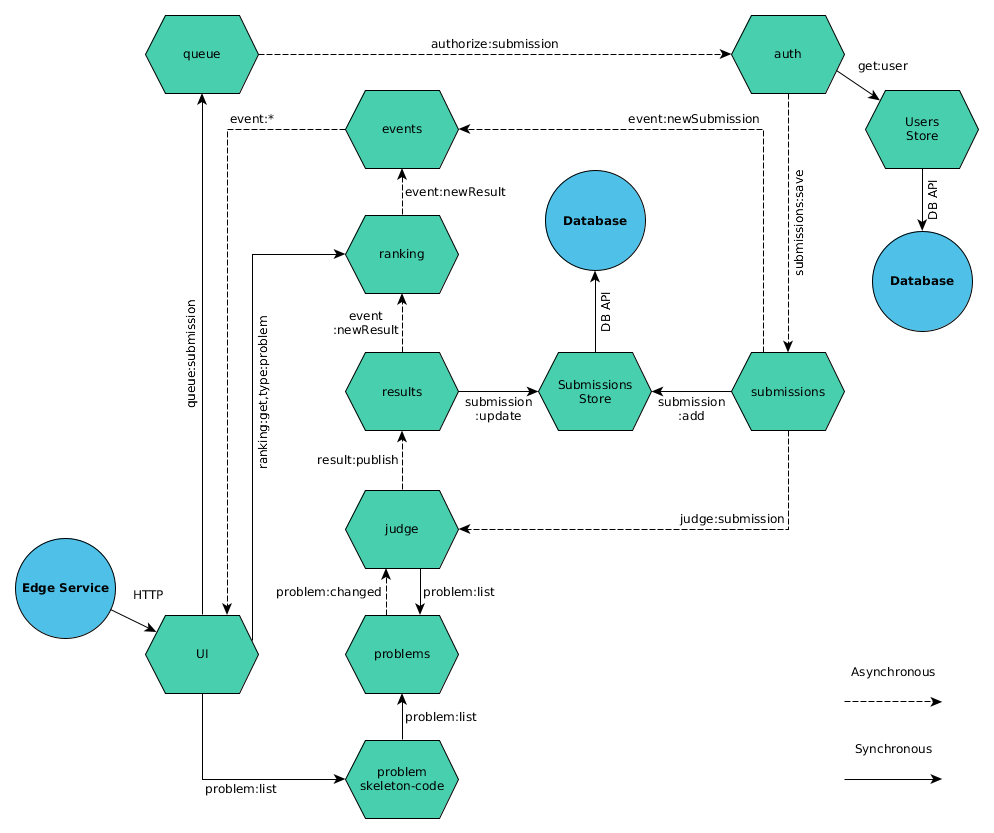 authorize:submission
queue
auth
get:user
event:*
events
event:newSubmission
Users
Store
event:newResult
submissions:save
DB API
Database
ranking
Database
queue:submission
ranking:get,type:problem
event
:newResult
DB API
results
submission
:update
Submissions
Store
submission
:add
submissions
result:publish
judge
judge:submission
Edge Service
HTTP
problem:changed
problem:list
UI
problems
Asynchronous
problem:list
Synchronous
problem
skeleton-code
problem:list